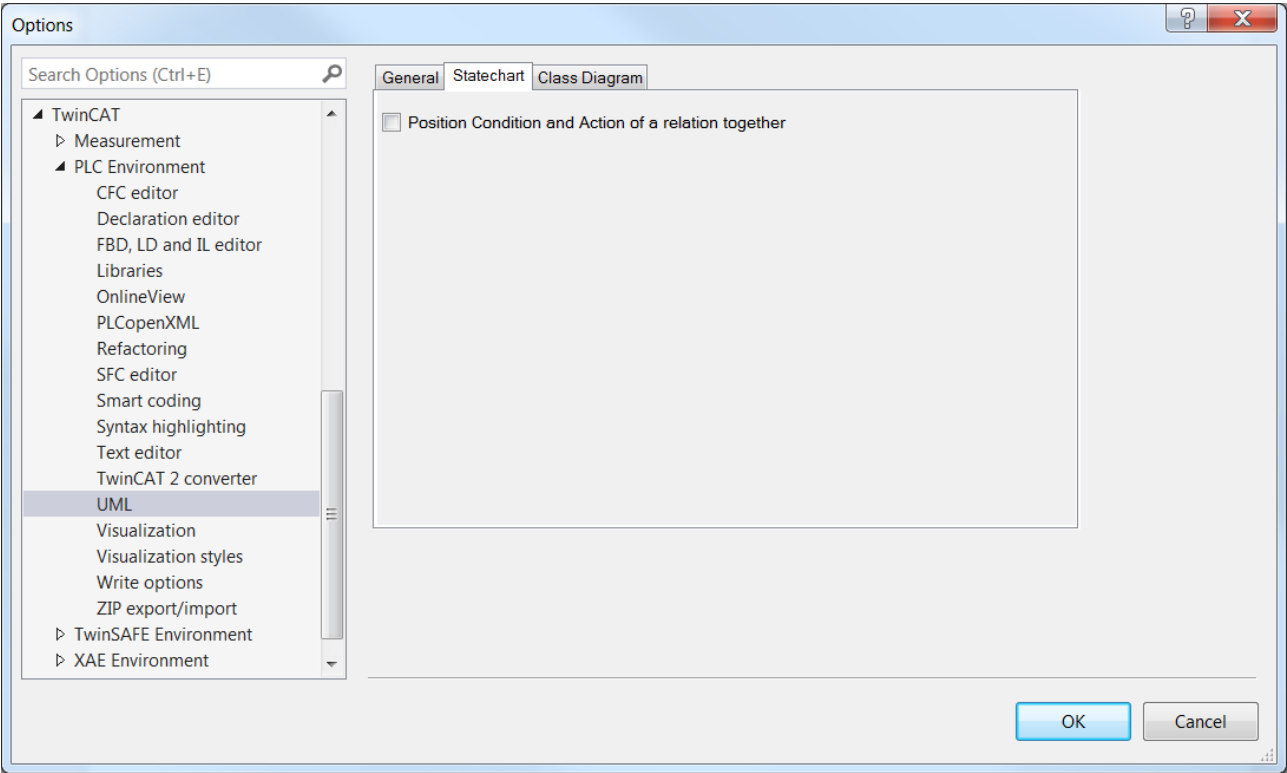 Options
Search Options (Ctrl+E)
TwinCAT
Measurement
PLC Environment
CFC editor
Declaration editor
FBD, LD and IL editor
Libraries
OnlineView
PLCopenXML
Refactoring
SFC editor
Smart coding
Syntax highlighting
Text editor
TwinCAT 2 converter
UML
Visualization
Visualization styles
Write options
ZIP export/import
TwinSAFE Environment
XAE Environment
General Statechart Class Diagram
Position Condition and Action of a relation together
OK Cancel